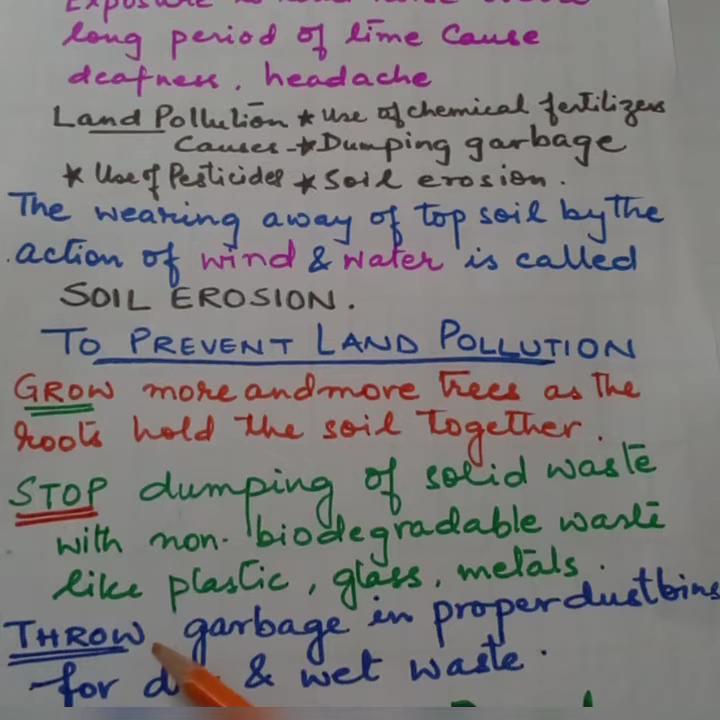 Exposure to
long period of time cause
deafness, headache
Land Pollution * use of chemical fertilizers
Causes - * Dumping garbage
* Use of Pesticides * Soil erosion.
The wearing away of top soil by the
action of wind & water is called
SOIL EROSION.
TO PREVENT LAND POLLUTION
GROW more and more trees as the
roots hold the soil together.
STOP dumping of solid waste
with non-biodegradable waste
like plastic, glass, metals.
THROW garbage in proper dustbins
for & wet waste.